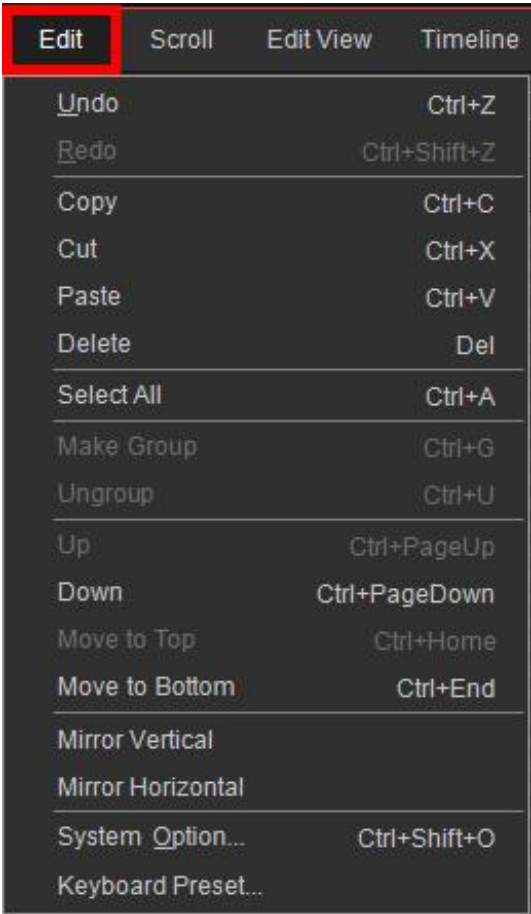 Edit Scroll Edit View Timeline
Undo Ctrl+Z
Redo Ctrl+Shift+Z
Copy Ctrl+C
Cut Ctrl+X
Paste Ctrl+V
Delete Del
Select All Ctrl+A
Make Group Ctrl+G
Ungroup Ctrl+U
Up Ctrl+PageUp
Down Ctrl+PageDown
Move to Top Ctrl+Home
Move to Bottom Ctrl+End
Mirror Vertical
Mirror Horizontal
System Option... Ctrl+Shift+O
Keyboard Preset...